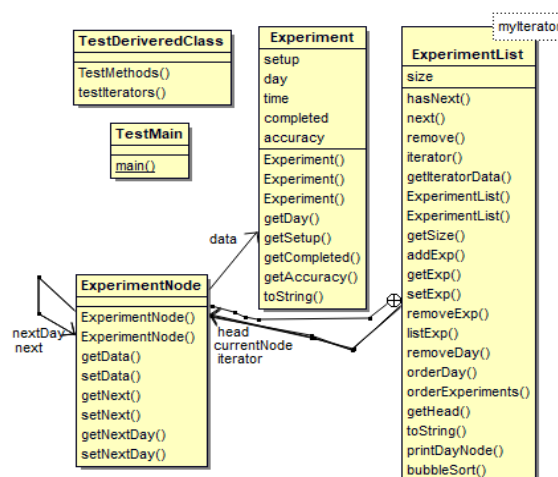 TestDeriveredClass
TestMethods()
testIterators()
TestMain
main()
Experiment
setup
day
time
completed
accuracy
Experiment()
Experiment()
Experiment()
getDay()
getSetup()
getCompleted()
getAccuracy()
toString()
myIterator
ExperimentList
size
hasNext()
next()
remove()
iterator()
getIteratorData()
ExperimentList()
ExperimentList()
getSize()
addExp()
getExp()
setExp()
removeExp()
listExp()
removeDay()
orderDay()
orderExperiments()
getHead()
toString()
printDayNode()
bubbleSort()
data
ExperimentNode
ExperimentNode()
ExperimentNode()
getData()
setData()
getNext()
setNext()
getNextDay()
setNextDay()
nextDay
next
head
currentNode
iterator